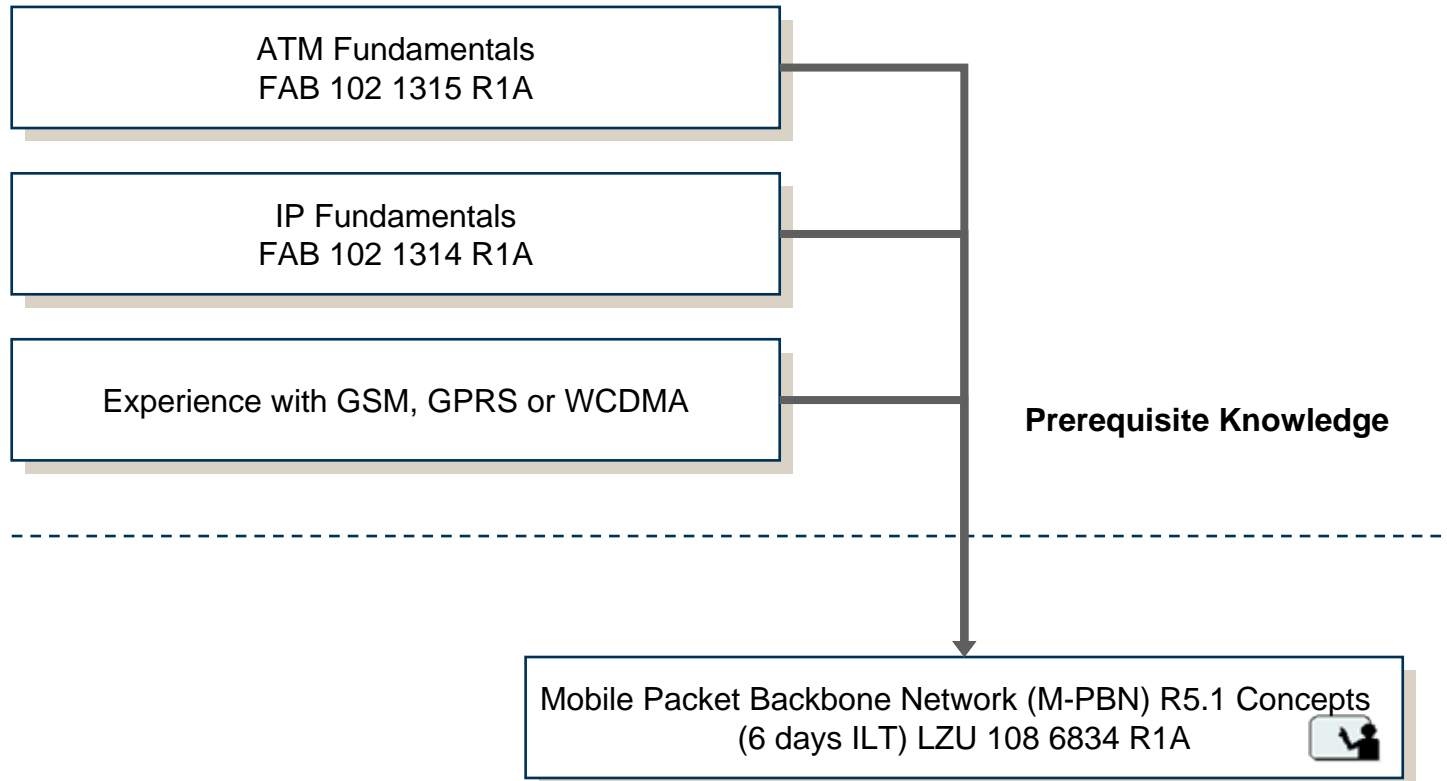 ATM Fundamentals
FAB 102 1315 R1A
IP Fundamentals
FAB 102 1314 R1A
Experience with GSM, GPRS or WCDMA
Prerequisite Knowledge
Mobile Packet Backbone Network (M-PBN) R5.1 Concepts
(6 days ILT) LZU 108 6834 R1A